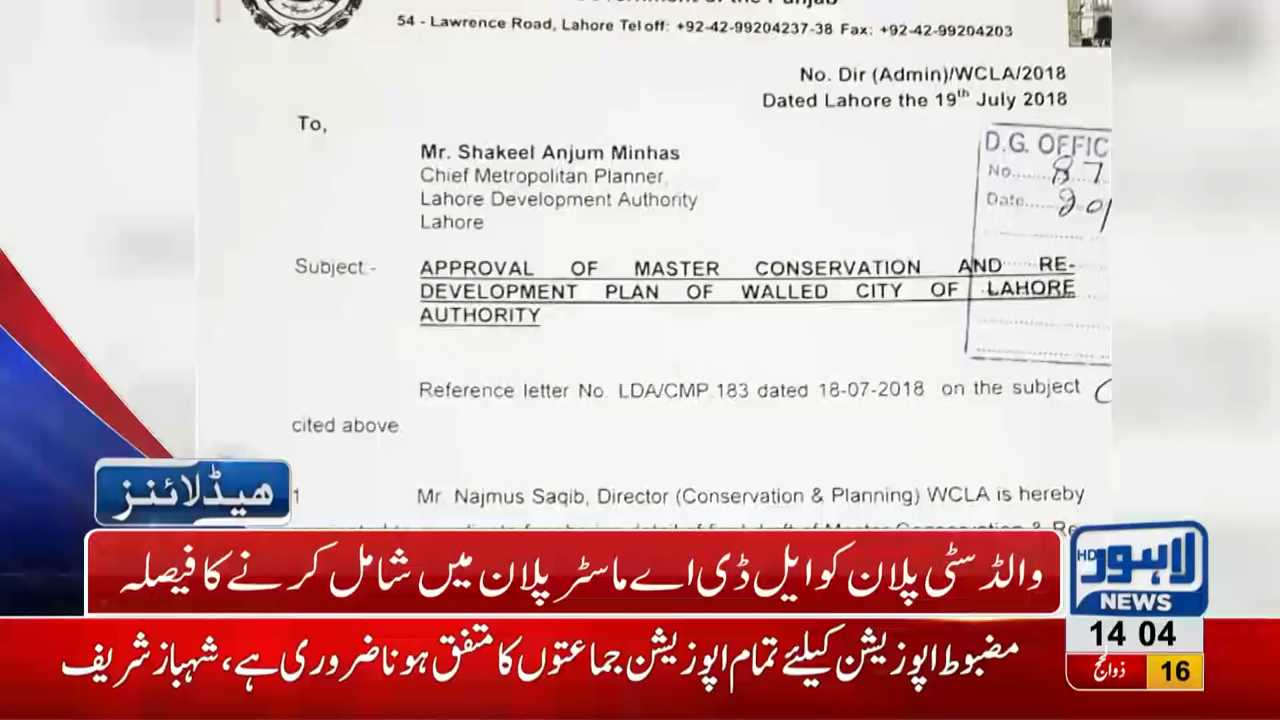 54 - Lawrence Road, Lahore Tel off: +92-42-99204237-38 Fax: +92-42-99204203
No. Dir (Admin)/WCLA/2018
Dated Lahore the 19th July 2018
To,
D.G. OFFIC
No......87
Date.....
Mr. Shakeel Anjum Minhas
Chief Metropolitan Planner,
Lahore Development Authority
Lahore
Subject:-
APPROVAL OF MASTER CONSERVATION AND RE-
DEVELOPMENT PLAN OF WALLED CITY OF LAHORE
AUTHORITY
Reference letter No. LDA/CMP.183 dated 18-07-2018 on the subject
cited above.
1 Mr. Najmus Saqib, Director (Conservation & Planning) WCLA is hereby
ھیڈلائنز
والڈ سٹی پلان کو ایل ڈی اے ماسٹر پلان میں شامل کرنے کا فیصلہ
مضبوط اپوزیشن کیلئے تمام اپوزیشن جماعتوں کا متفق ہونا ضروری ہے، شہباز شریف
HD لاہور
NEWS
14 04
ذوالحج 16